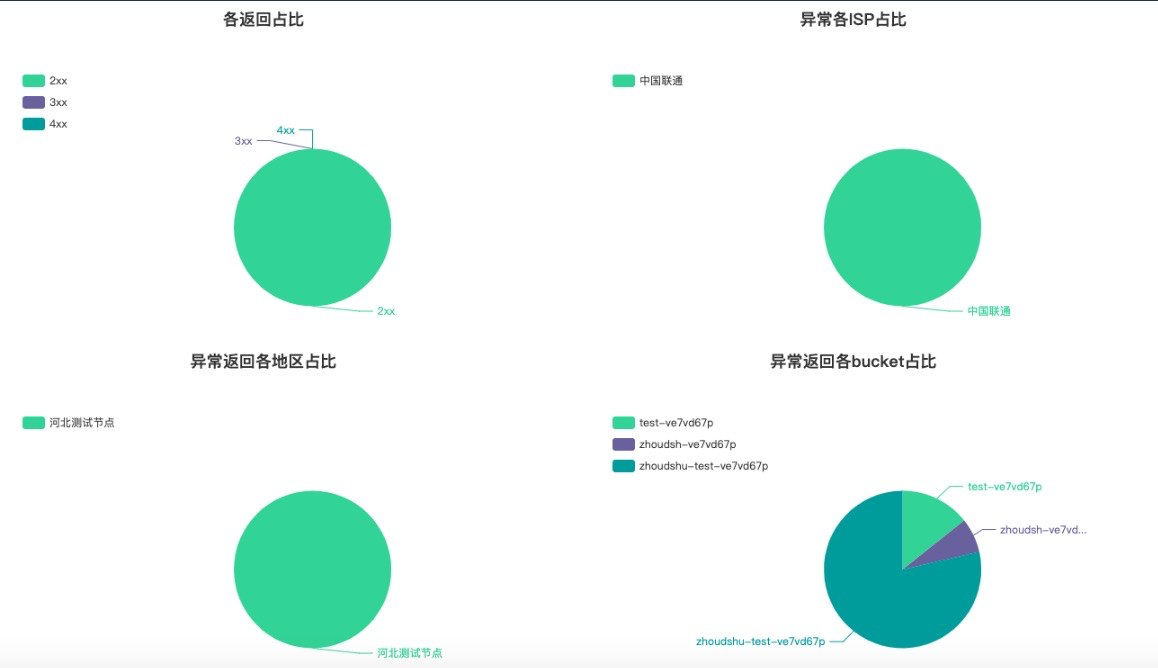 各返回占比
2xx
3xx
4xx
4xx
3xx
2xx
异常各ISP占比
中国联通
中国联通
异常返回各地区占比
河北测试节点
河北测试节点
异常返回各bucket占比
test-ve7vd67p
zhoudsh-ve7vd67p
zhoudshu-test-ve7vd67p
test-ve7vd67p
zhoudsh-ve7vd...
zhoudshu-test-ve7vd67p